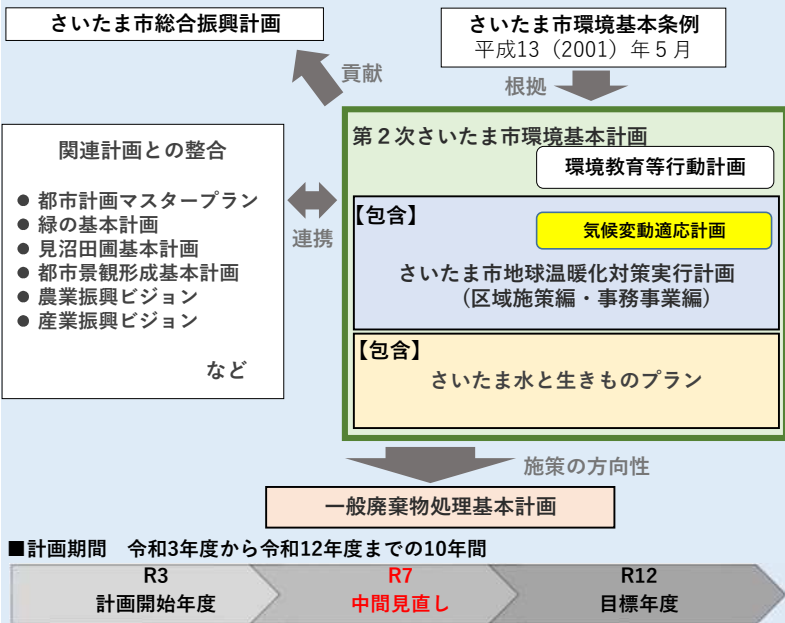 さいたま市総合振興計画
さいたま市環境基本条例
平成13（2001）年５月
貢献
根拠
関連計画との整合
● 都市計画マスタープラン
● 緑の基本計画
● 見沼田圃基本計画
● 都市景観形成基本計画
● 農業振興ビジョン
● 産業振興ビジョン
など
連携
第２次さいたま市環境基本計画
環境教育等行動計画
【包含】
気候変動適応計画
さいたま市地球温暖化対策実行計画
（区域施策編・事務事業編）
【包含】
さいたま水と生きものプラン
施策の方向性
一般廃棄物処理基本計画
■計画期間　令和3年度から令和12年度までの10年間
R3
計画開始年度
R7
中間見直し
R12
目標年度